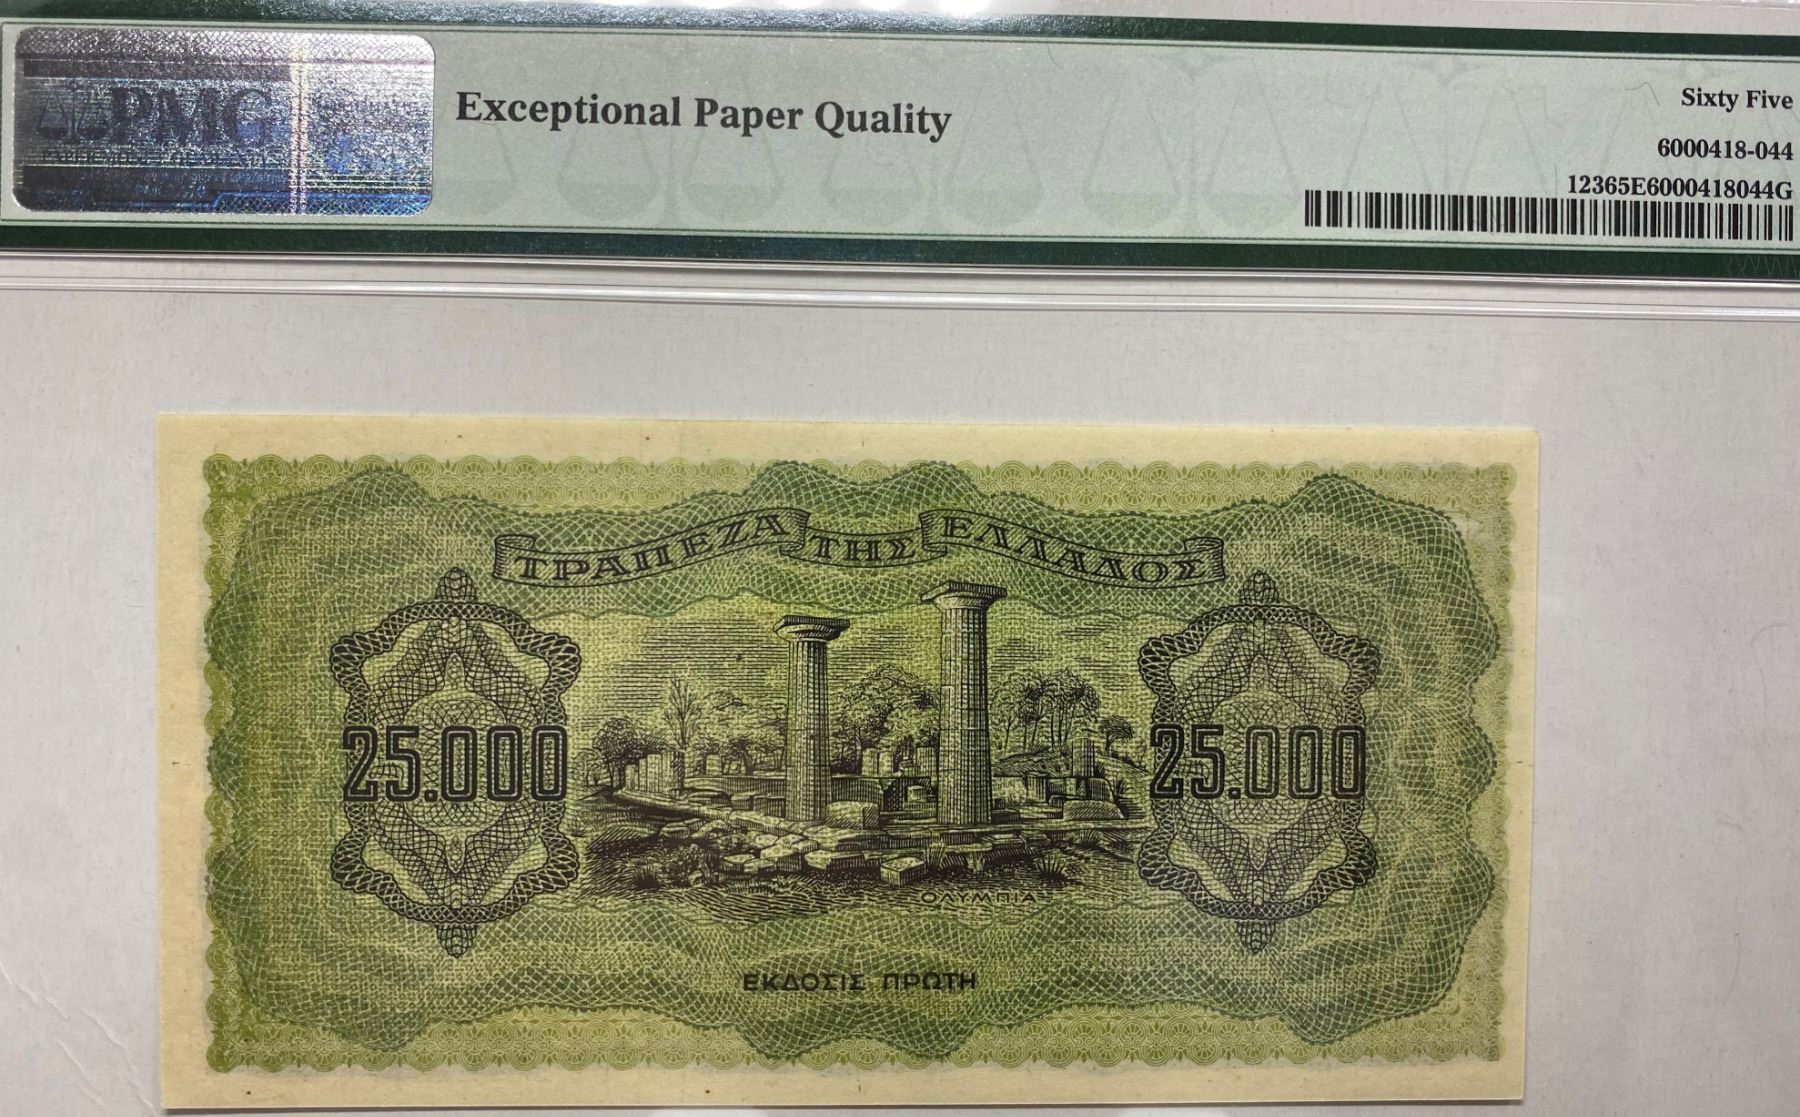 PMG
Exceptional Paper Quality
Sixty Five
6000418-044
12365E6000418044G
ΤΡΑΠΕΖΑ ΤΗΣ ΕΛΛΑΔΟΣ
25.000
25.000
ΟΛΥΜΠΙΑ
ΕΚΔΟΣΙΣ ΠΡΩΤΗ